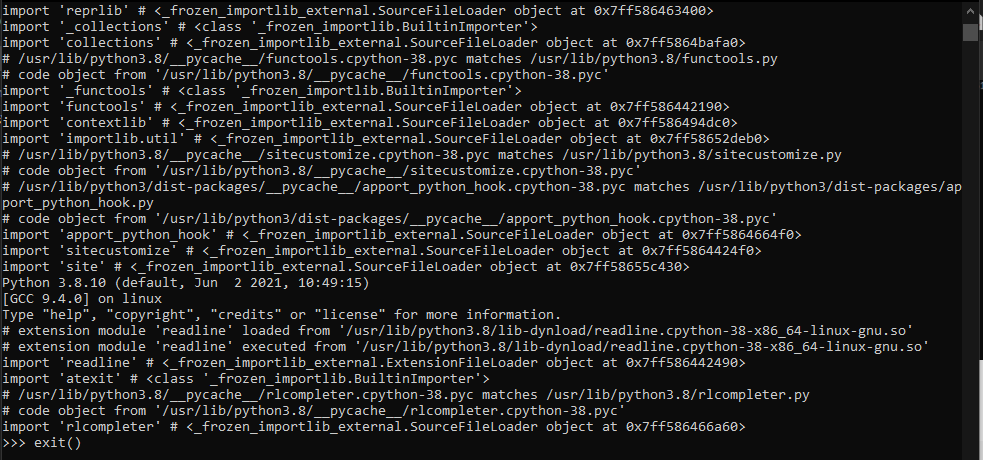 import 'reprlib' # <_frozen_importlib_external.SourceFileLoader object at 0x7ff586463400>
import '_collections' # <class '_frozen_importlib.BuiltinImporter'>
import 'collections' # <_frozen_importlib_external.SourceFileLoader object at 0x7ff5864bafa0>
# /usr/lib/python3.8/__pycache__/functools.cpython-38.pyc matches /usr/lib/python3.8/functools.py
# code object from '/usr/lib/python3.8/__pycache__/functools.cpython-38.pyc'
import '_functools' # <class '_frozen_importlib.BuiltinImporter'>
import 'functools' # <_frozen_importlib_external.SourceFileLoader object at 0x7ff586442190>
import 'contextlib' # <_frozen_importlib_external.SourceFileLoader object at 0x7ff586494dc0>
import 'importlib.util' # <_frozen_importlib_external.SourceFileLoader object at 0x7ff58652deb0>
# /usr/lib/python3.8/__pycache__/sitecustomize.cpython-38.pyc matches /usr/lib/python3.8/sitecustomize.py
# code object from '/usr/lib/python3.8/__pycache__/sitecustomize.cpython-38.pyc'
# /usr/lib/python3/dist-packages/__pycache__/apport_python_hook.cpython-38.pyc matches /usr/lib/python3/dist-packages/ap
port_python_hook.py
# code object from '/usr/lib/python3/dist-packages/__pycache__/apport_python_hook.cpython-38.pyc'
import 'apport_python_hook' # <_frozen_importlib_external.SourceFileLoader object at 0x7ff5864664f0>
import 'sitecustomize' # <_frozen_importlib_external.SourceFileLoader object at 0x7ff5864424f0>
import 'site' # <_frozen_importlib_external.SourceFileLoader object at 0x7ff58655c430>
Python 3.8.10 (default, Jun  2 2021, 10:49:15)
[GCC 9.4.0] on linux
Type "help", "copyright", "credits" or "license" for more information.
# extension module 'readline' loaded from '/usr/lib/python3.8/lib-dynload/readline.cpython-38-x86_64-linux-gnu.so'
# extension module 'readline' executed from '/usr/lib/python3.8/lib-dynload/readline.cpython-38-x86_64-linux-gnu.so'
import 'readline' # <_frozen_importlib_external.ExtensionFileLoader object at 0x7ff586442490>
import 'atexit' # <class '_frozen_importlib.BuiltinImporter'>
# /usr/lib/python3.8/__pycache__/rlcompleter.cpython-38.pyc matches /usr/lib/python3.8/rlcompleter.py
# code object from '/usr/lib/python3.8/__pycache__/rlcompleter.cpython-38.pyc'
import 'rlcompleter' # <_frozen_importlib_external.SourceFileLoader object at 0x7ff586466a60>
>>> exit()